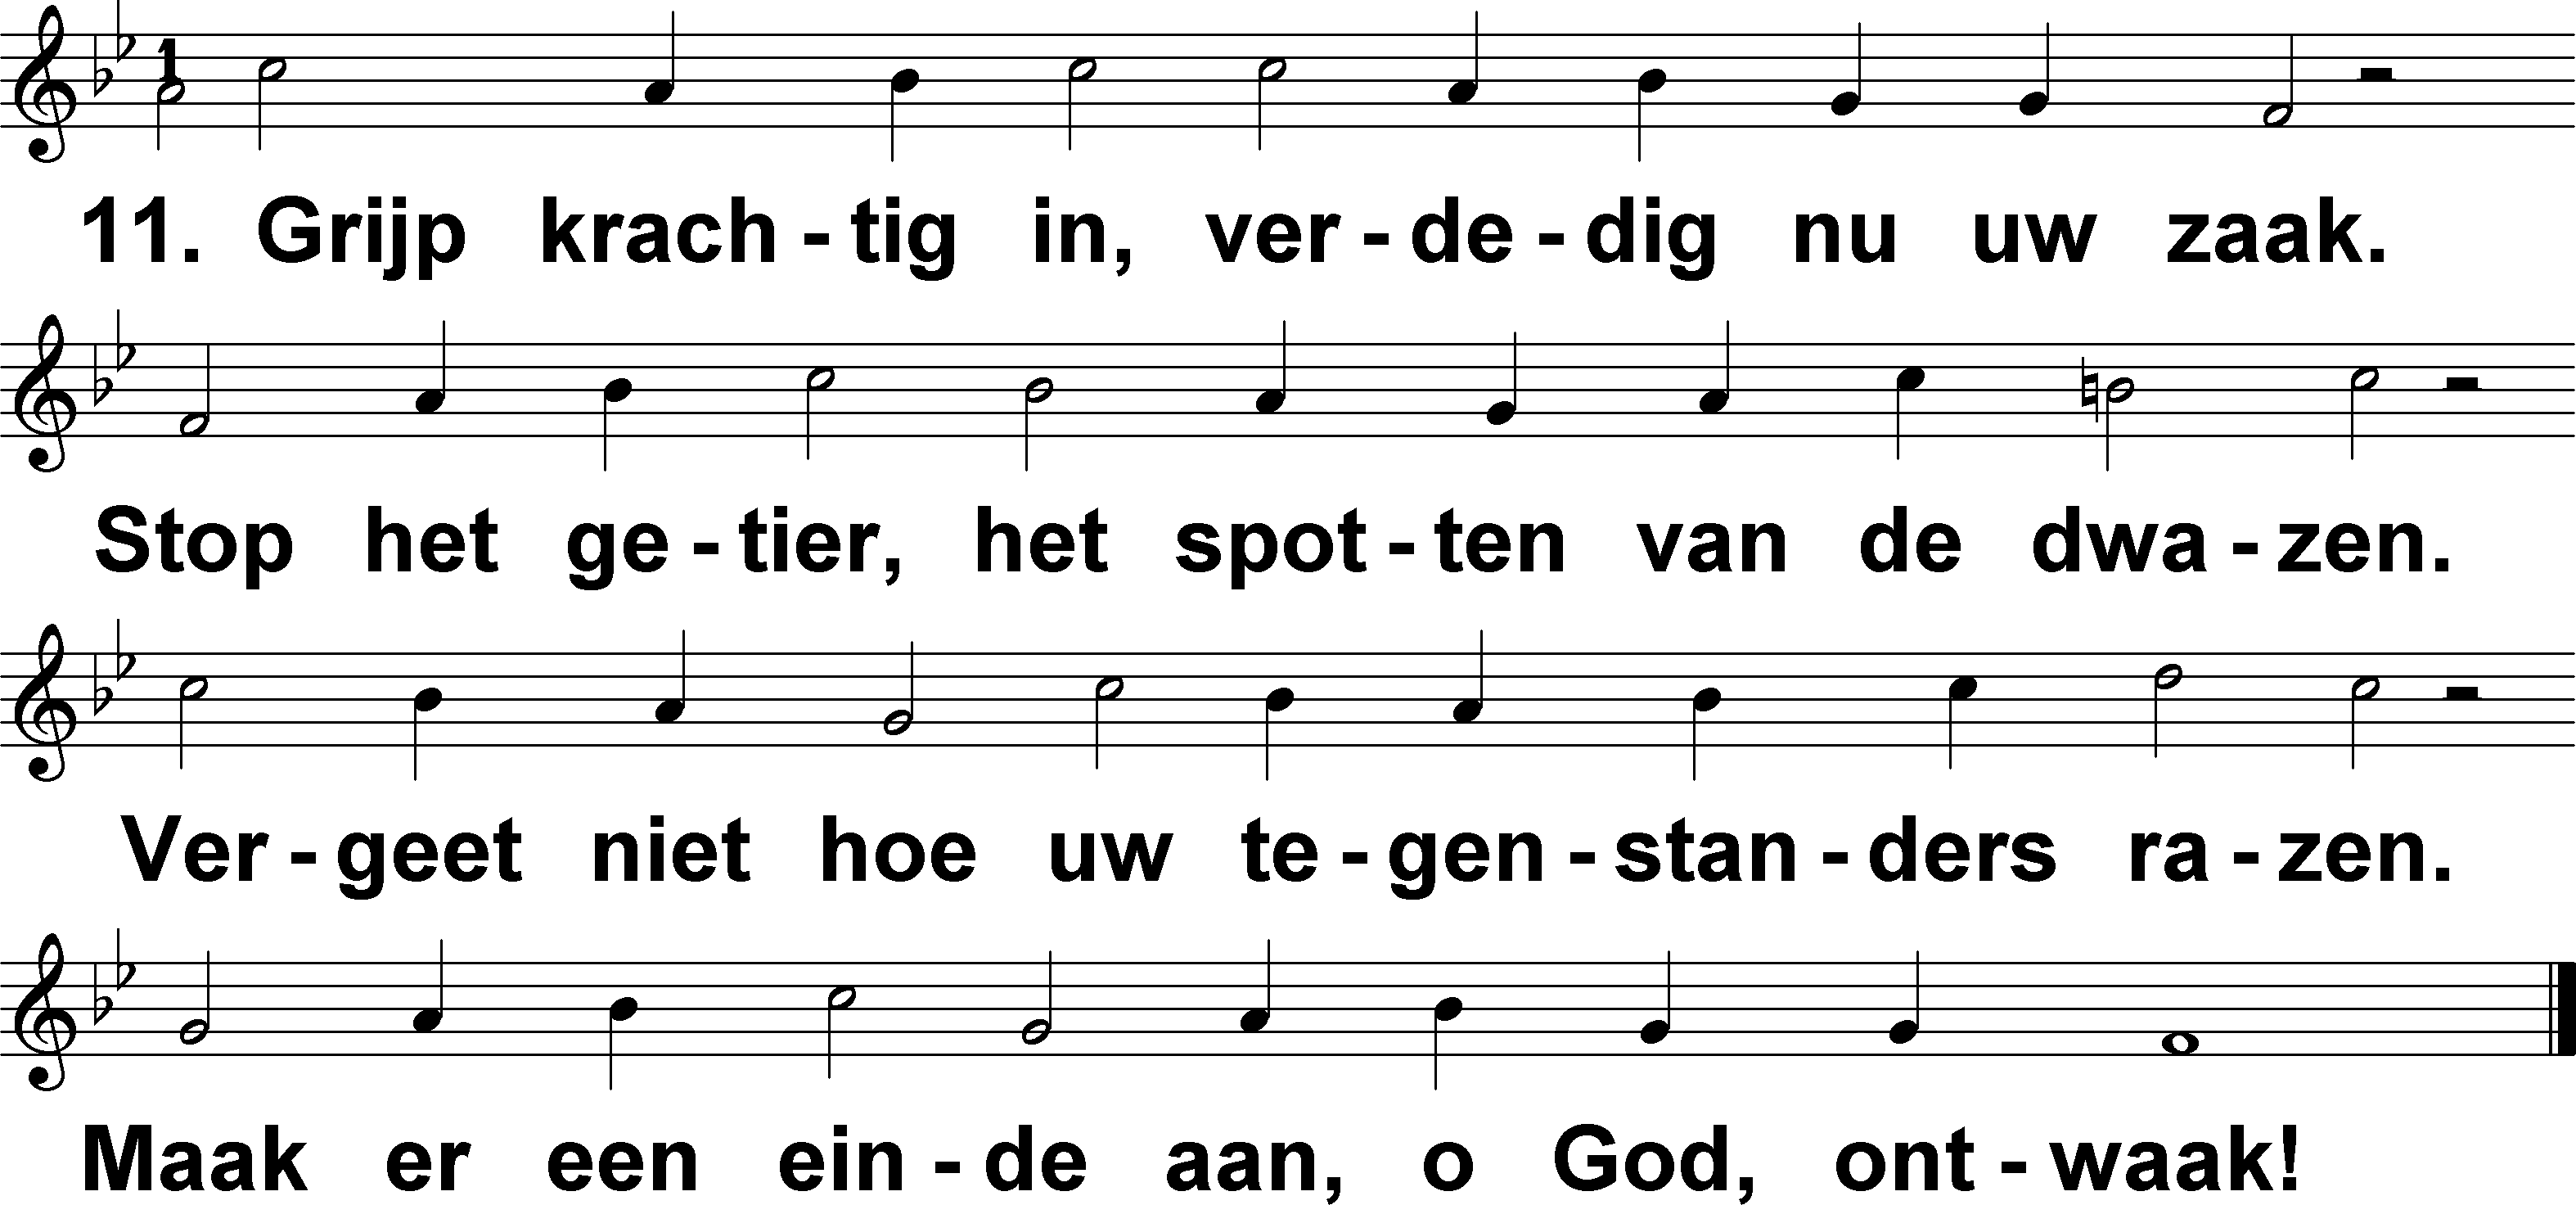 11. Grijp krach-tig in, ver-de-dig nu uw zaak.
Stop het ge-tier, het spot-ten van de dwa-zen.
Ver-geet niet hoe uw te-gen-stan-ders ra-zen.
Maak er een ein-de aan, o God, ont-waak!